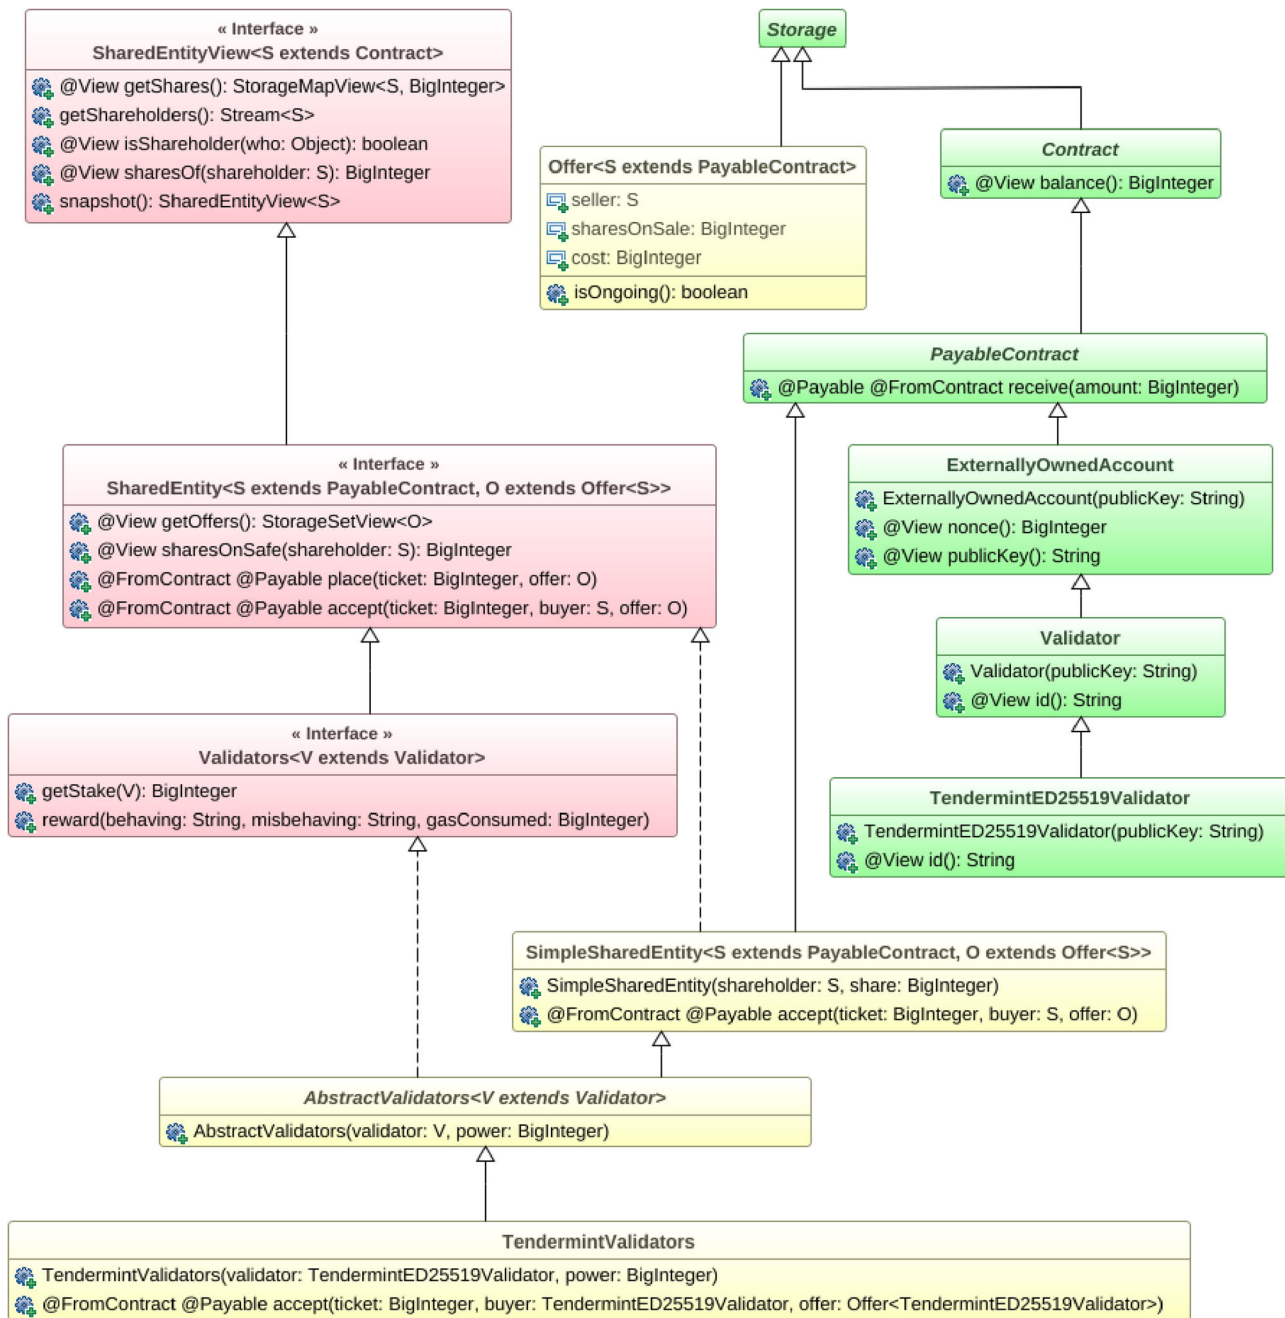 « Interface »
SharedEntityView<S extends Contract>
@View getShares(): StorageMapView<S, BigInteger>
getShareholders(): Stream<S>
@View isShareholder(who: Object): boolean
@View sharesOf(shareholder: S): BigInteger
snapshot(): SharedEntityView<S>
Storage
Offer<S extends PayableContract>
seller: S
sharesOnSale: BigInteger
cost: BigInteger
isOngoing(): boolean
Contract
@View balance(): BigInteger
PayableContract
@Payable @FromContract receive(amount: BigInteger)
« Interface »
SharedEntity<S extends PayableContract, O extends Offer<S>>
@View getOffers(): StorageSetView<O>
@View sharesOnSafe(shareholder: S): BigInteger
@FromContract @Payable place(ticket: BigInteger, offer: O)
@FromContract @Payable accept(ticket: BigInteger, buyer: S, offer: O)
ExternallyOwnedAccount
ExternallyOwnedAccount(publicKey: String)
@View nonce(): BigInteger
@View publicKey(): String
Validator
Validator(publicKey: String)
@View id(): String
« Interface »
Validators<V extends Validator>
getStake(V): BigInteger
reward(behaving: String, misbehaving: String, gasConsumed: BigInteger)
TendermintED25519Validator
TendermintED25519Validator(publicKey: String)
@View id(): String
SimpleSharedEntity<S extends PayableContract, O extends Offer<S>>
SimpleSharedEntity(shareholder: S, share: BigInteger)
@FromContract @Payable accept(ticket: BigInteger, buyer: S, offer: O)
AbstractValidators<V extends Validator>
AbstractValidators(validator: V, power: BigInteger)
TendermintValidators
TendermintValidators(validator: TendermintED25519Validator, power: BigInteger)
@FromContract @Payable accept(ticket: BigInteger, buyer: TendermintED25519Validator, offer: Offer<TendermintED25519Validator>)